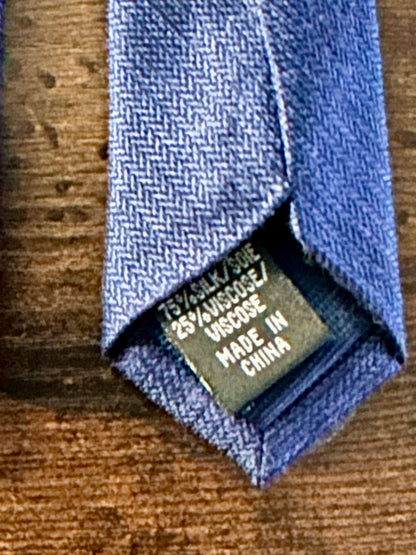 75%SILK/SOIE
25%VISCOSE/
VISCOSE
MADE IN
CHINA